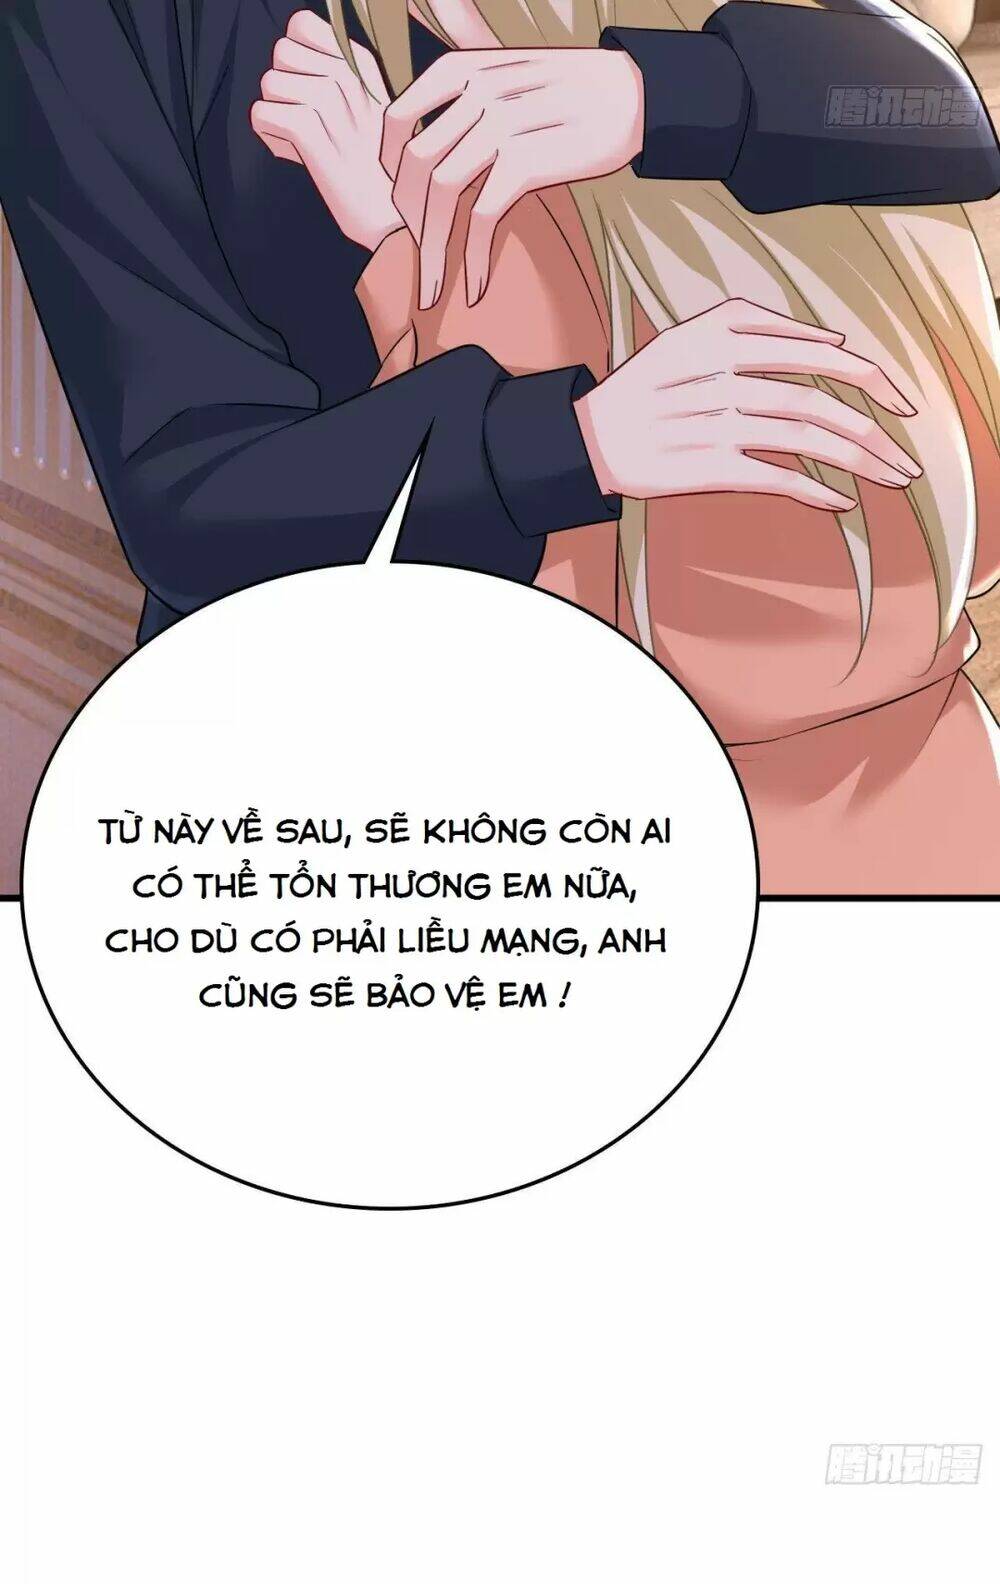 腾讯动漫
TỪ NÀY VỀ SAU, SẼ KHÔNG CÒN AI
CÓ THỂ TỔN THƯƠNG EM NỮA,
CHO DÙ CÓ PHẢI LIỀU MẠNG, ANH
CŨNG SẼ BẢO VỆ EM !
腾讯动漫